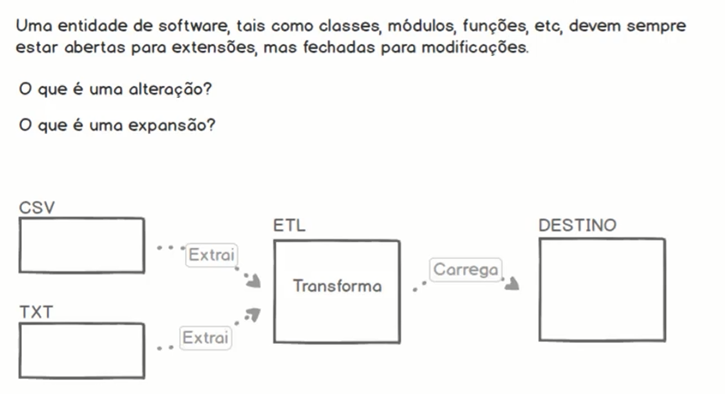 Uma entidade de software, tais como classes, módulos, funções, etc, devem sempre
estar abertas para extensões, mas fechadas para modificações.
O que é uma alteração?
O que é uma expansão?
CSV
Extrai
TXT
Extrai
ETL
Transforma
Carrega
DESTINO